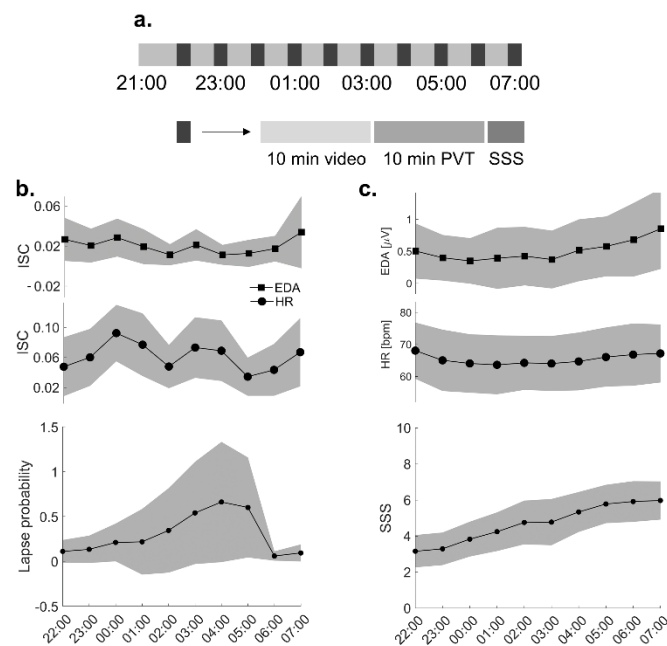 a.
21:00 23:00 01:00 03:00 05:00 07:00
10 min video 10 min PVT SSS
b.
ISC
0.06
0.02
-0.02
EDA
HR
ISC
0.10
0.06
0.02
Lapse probability
1.5
1
0.5
0
-0.5
22:00 23:00 00:00 01:00 02:00 03:00 04:00 05:00 06:00 07:00
c.
EDA [μV]
1
0.5
0
HR [bpm]
80
70
60
SSS
10
8
6
4
2
0
22:00 23:00 00:00 01:00 02:00 03:00 04:00 05:00 06:00 07:00